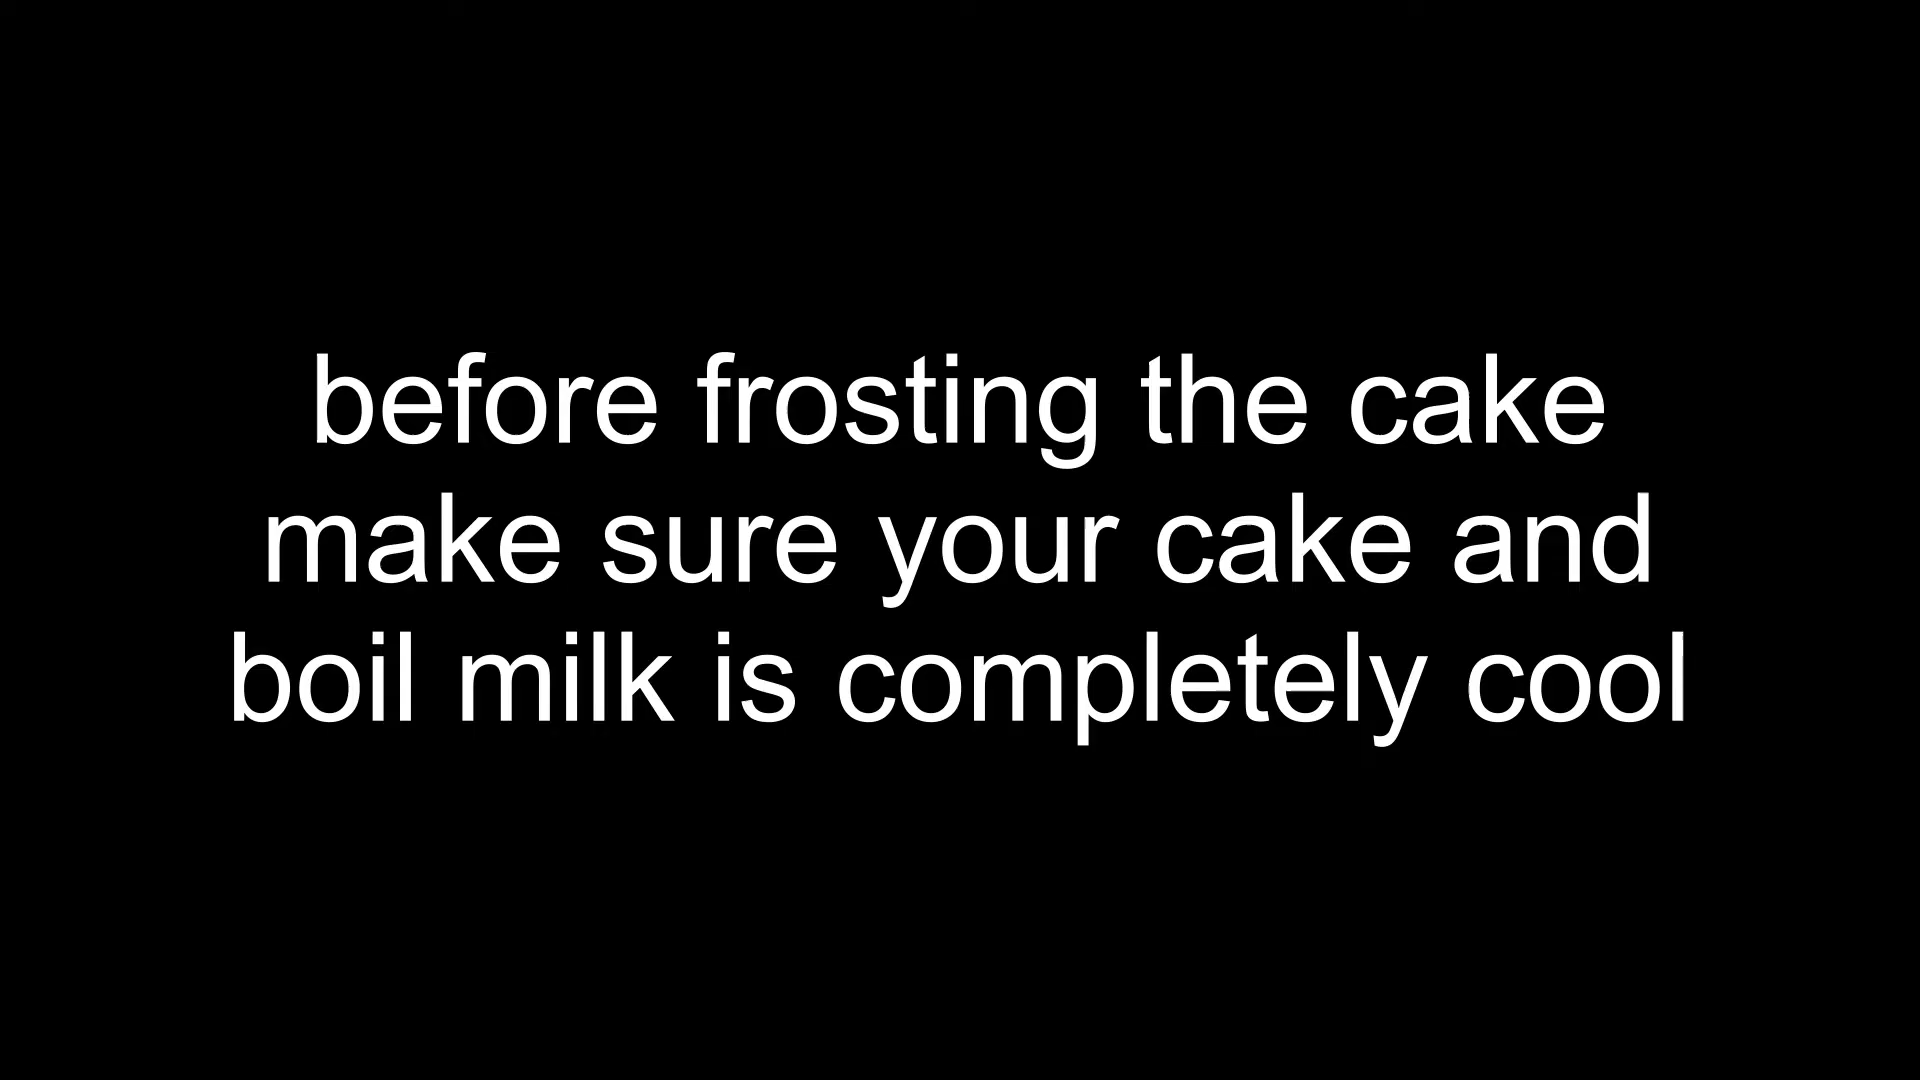 before frosting the cake
make sure your cake and
boil milk is completely cool